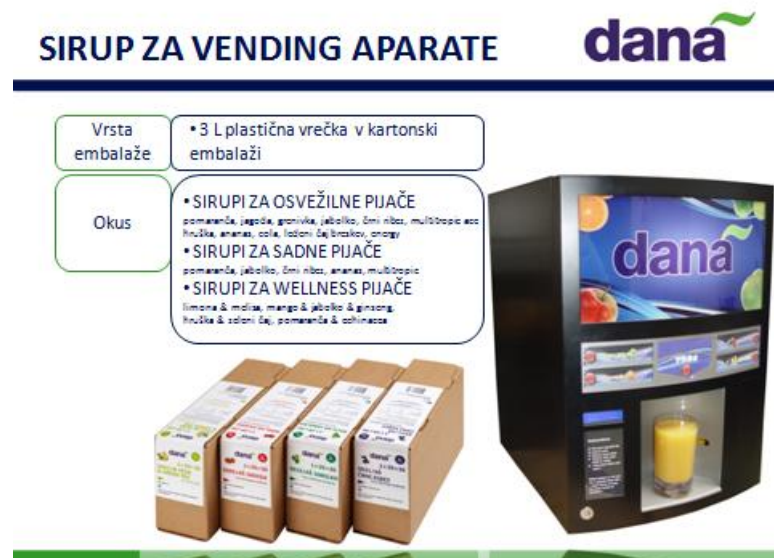 SIRUP ZA VENDING APARATE
dana
Vrsta
embalaže
• 3 L plastična vrečka v kartonski
embalaži
Okus
• SIRUPI ZA OSVEŽILNE PIJAČE
pomaranča, jagoda, grenivka, jabolko, črni ribez, multitropic ace
hruška, ananas, cola, ledeni čaj breskev, energy
• SIRUPI ZA SADNE PIJAČE
pomaranča, jabolko, črni ribez, ananas, multitropic
• SIRUPI ZA WELLNESS PIJAČE
limona & melisa, mango & jabolko & ginseng,
hruška & zeleni čaj, pomaranča & echinacea
dana
dana
dana
dana
dana